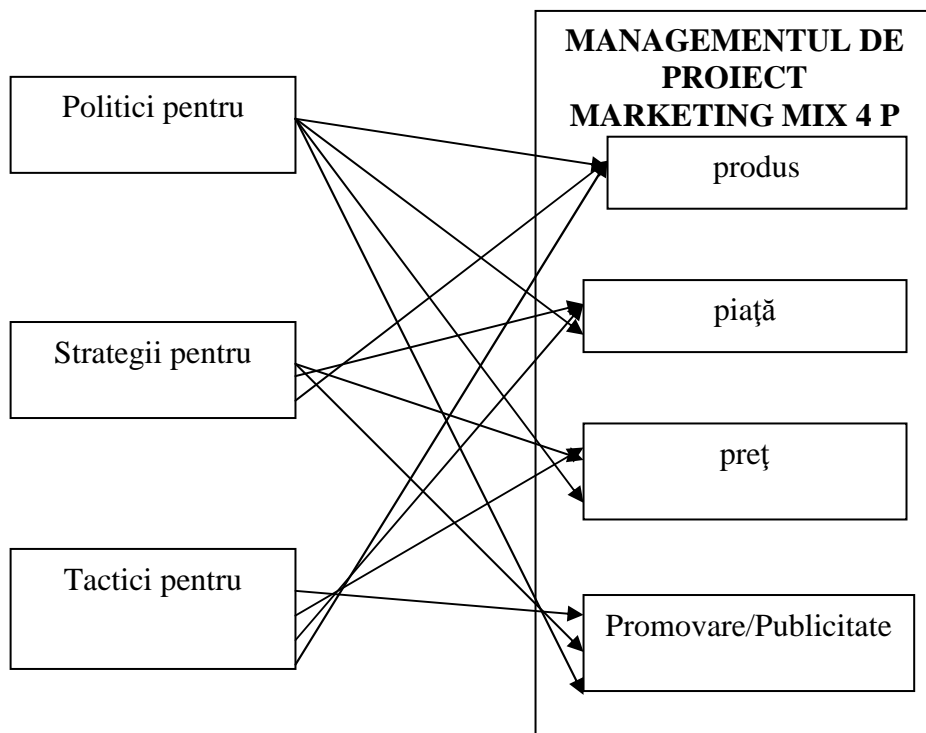 MANAGEMENTUL DE
PROIECT
MARKETING MIX 4 P
Politici pentru
produs
piaţă
Strategii pentru
preţ
Tactici pentru
Promovare/Publicitate